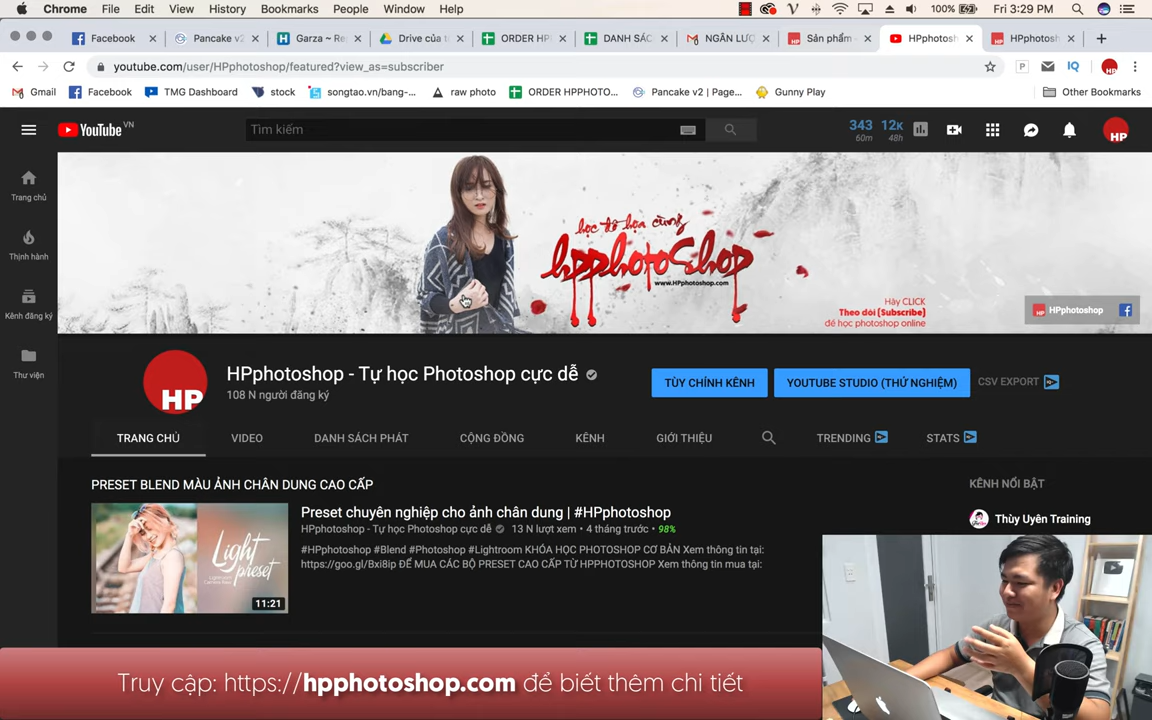 Chrome File Edit View History Bookmarks People Window Help
100% Fri 3:29 PM
Facebook
Pancake v2
Garza ~ Re
Drive của t
ORDER HP
DANH SÁC
NGÂN LƯỢ
Sản phẩm
HPphotosh
HPphotosh
youtube.com/user/HPphotoshop/featured?view_as=subscriber
P
IQ
HP
Gmail
Facebook
TMG Dashboard
stock
songtao.vn/bang-...
raw photo
ORDER HPPHOTO...
Pancake v2 | Page...
Gunny Play
Other Bookmarks
YouTube VN
Tìm kiếm
343 12K
60m 48h
HP
Trang chủ
Thịnh hành
Kênh đăng ký
Thư viện
học đồ họa cùng
hpphotoshop
www.HPphotoshop.com
Hãy CLICK
Theo dõi (Subscribe)
để học photoshop online
HPphotoshop
HP
HPphotoshop - Tự học Photoshop cực dễ
108 N người đăng ký
TÙY CHỈNH KÊNH
YOUTUBE STUDIO (THỬ NGHIỆM)
CSV EXPORT
TRANG CHỦ
VIDEO
DANH SÁCH PHÁT
CỘNG ĐỒNG
KÊNH
GIỚI THIỆU
TRENDING
STATS
PRESET BLEND MÀU ẢNH CHÂN DUNG CAO CẤP
KÊNH NỔI BẬT
Light
preset
11:21
Preset chuyên nghiệp cho ảnh chân dung | #HPphotoshop
HPphotoshop - Tự học Photoshop cực dễ 13 N lượt xem • 4 tháng trước • 98%
#HPphotoshop #Blend #Photoshop #Lightroom KHÓA HỌC PHOTOSHOP CƠ BẢN Xem thông tin tại:
https://goo.gl/Bxi8ip ĐỂ MUA CÁC BỘ PRESET CAO CẤP TỪ HPPHOTOSHOP Xem thông tin mua tại:
Thùy Uyên Training
Truy cập: https://hpphotoshop.com để biết thêm chi tiết